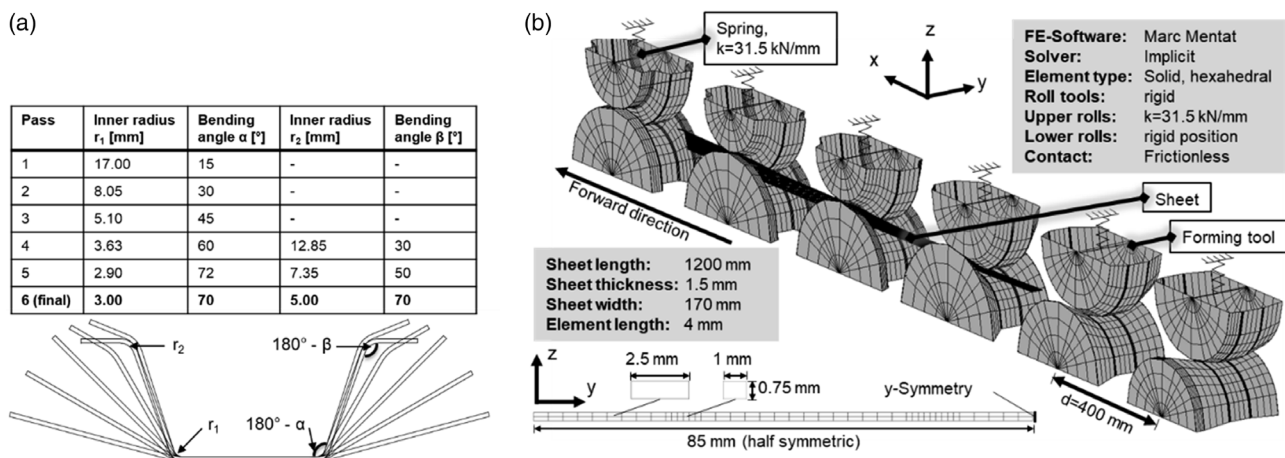 (a)
Pass Inner radius r₁ [mm] Bending angle α [°] Inner radius r₂ [mm] Bending angle β [°]
1 17.00 15 - -
2 8.05 30 - -
3 5.10 45 - -
4 3.63 60 12.85 30
5 2.90 72 7.35 50
6 (final) 3.00 70 5.00 70
r₂
180° - β
r₁
180° - α
(b)
Spring,
k=31.5 kN/mm
z
x
y
FE-Software: Marc Mentat
Solver: Implicit
Element type: Solid, hexahedral
Roll tools: rigid
Upper rolls: k=31.5 kN/mm
Lower rolls: rigid position
Contact: Frictionless
Forward direction
Sheet
Forming tool
Sheet length: 1200 mm
Sheet thickness: 1.5 mm
Sheet width: 170 mm
Element length: 4 mm
z
y
2.5 mm
1 mm
0.75 mm
y-Symmetry
85 mm (half symmetric)
d=400 mm